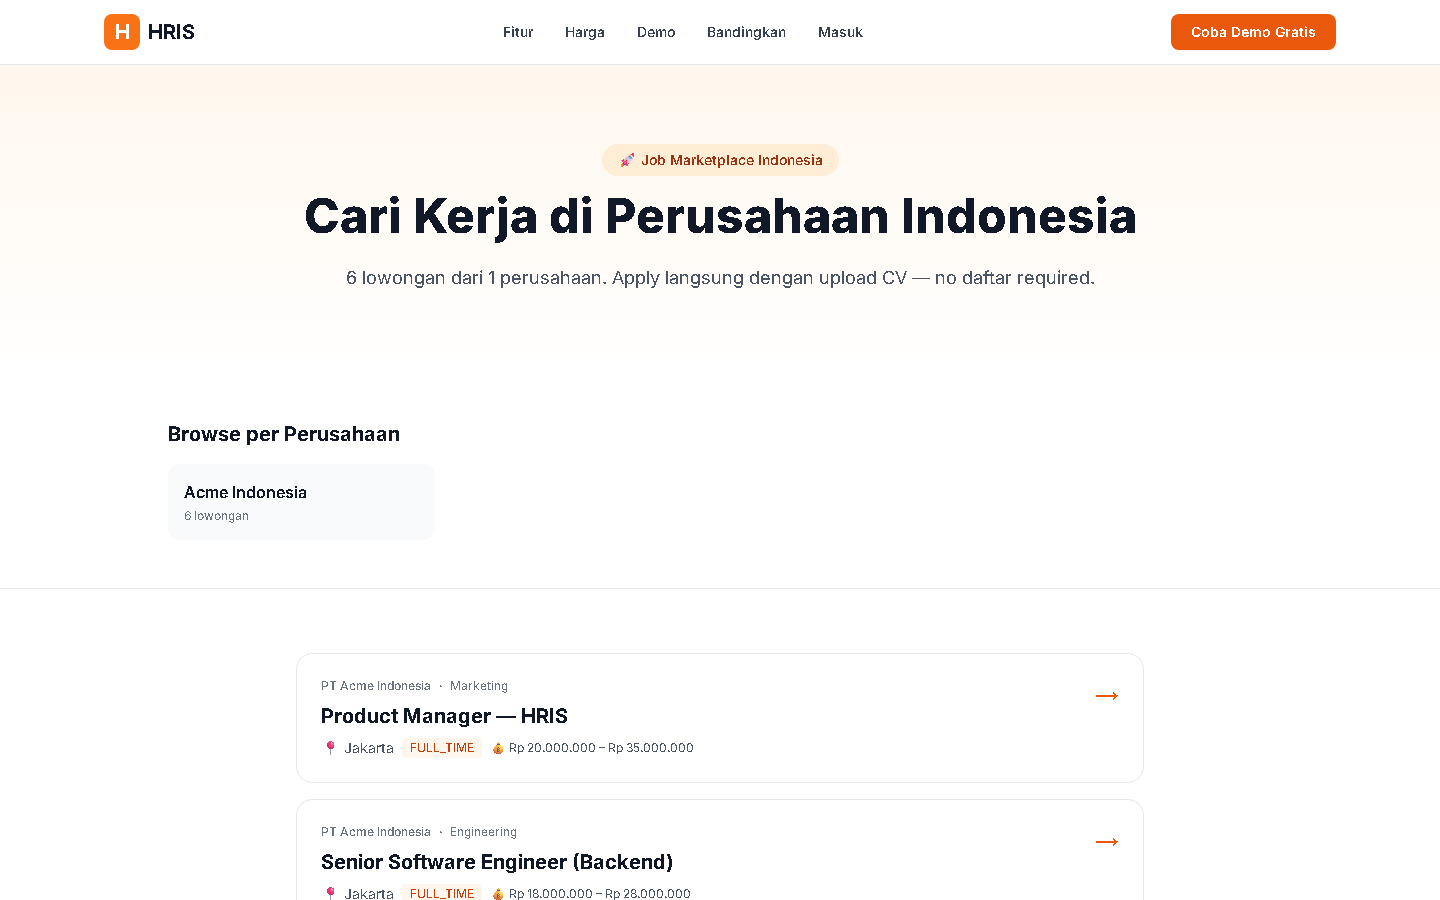 H HRIS
Fitur Harga Demo Bandingkan Masuk
Coba Demo Gratis
🚀 Job Marketplace Indonesia
Cari Kerja di Perusahaan Indonesia
6 lowongan dari 1 perusahaan. Apply langsung dengan upload CV — no daftar required.
Browse per Perusahaan
Acme Indonesia
6 lowongan
PT Acme Indonesia · Marketing
→
Product Manager — HRIS
📍 Jakarta FULL_TIME 💰 Rp 20.000.000 – Rp 35.000.000
PT Acme Indonesia · Engineering
→
Senior Software Engineer (Backend)
📍 Jakarta FULL_TIME 💰 Rp 18.000.000 – Rp 28.000.000